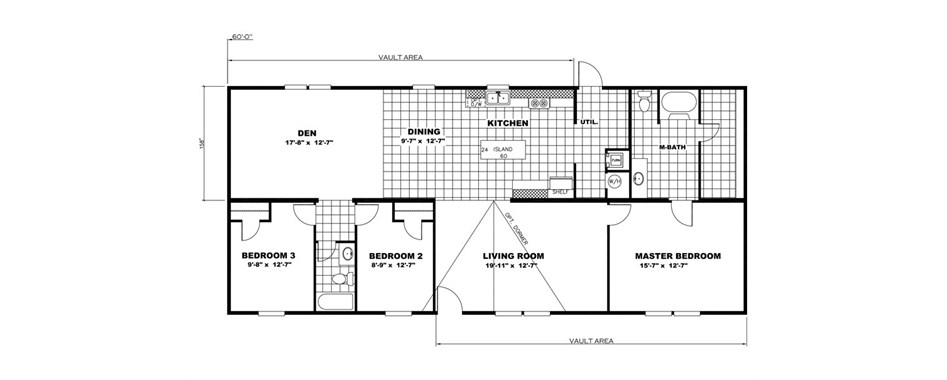 60'-0"
VAULT AREA
158"
DEN
17'-8" x 12'-7"
DINING
9'-7" x 12'-7"
KITCHEN
D/W
24 ISLAND
60
SHELF
UTIL.
W/H
M-BATH
BEDROOM 3
9'-8" x 12'-7"
BEDROOM 2
8'-9" x 12'-7"
OPT. DORMER
LIVING ROOM
19'-11" x 12'-7"
MASTER BEDROOM
15'-7" x 12'-7"
VAULT AREA